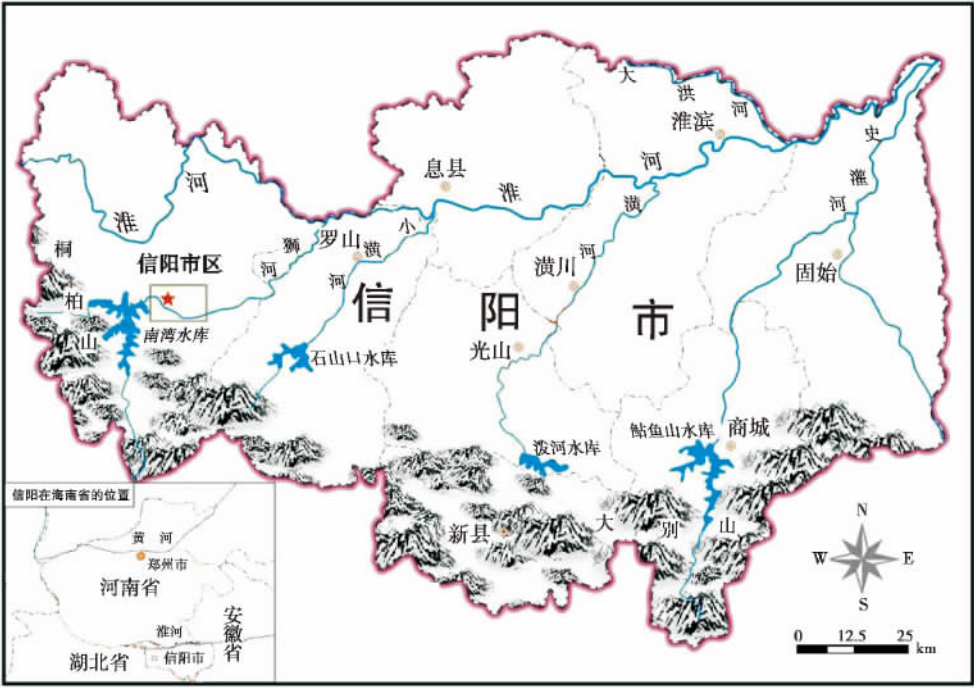 大洪河
淮滨
史灌河
息县
淮河
淮河
潢河
小潢河
罗山
浉河
桐柏山
信阳市区
南湾水库
潢川
固始
信阳市
石山口水库
光山
泼河水库
鲇鱼山水库
商城
新县
大别山
信阳在海南省的位置
黄河
郑州市
河南省
安徽省
淮河
湖北省
信阳市
N
W
E
S
0 12.5 25
km